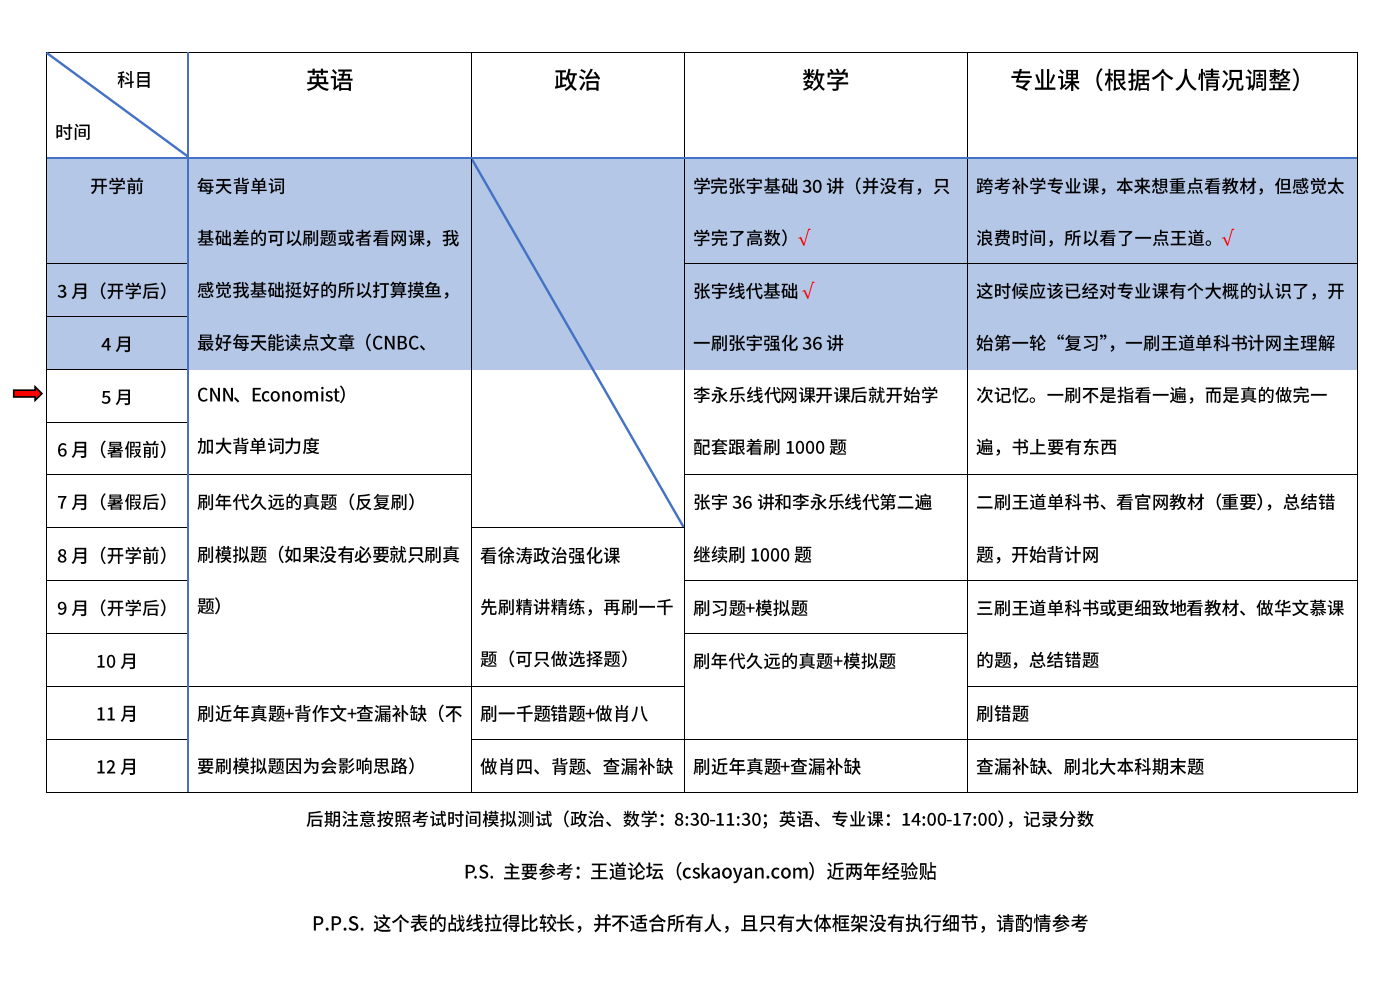 科目
时间
英语
政治
数学
专业课（根据个人情况调整）
开学前
3 月（开学后）
4 月
5 月
6 月（暑假前）
7 月（暑假后）
8 月（开学前）
9 月（开学后）
10 月
11 月
12 月
每天背单词
基础差的可以刷题或者看网课，我
感觉我基础挺好的所以打算摸鱼，
最好每天能读点文章（CNBC、
CNN、Economist）
加大背单词力度
刷年代久远的真题（反复刷）
刷模拟题（如果没有必要就只刷真
题）
刷近年真题+背作文+查漏补缺（不
要刷模拟题因为会影响思路）
看徐涛政治强化课
先刷精讲精练，再刷一千
题（可只做选择题）
刷一千题错题+做肖八
做肖四、背题、查漏补缺
学完张宇基础 30 讲（并没有，只
学完了高数）√
张宇线代基础 √
一刷张宇强化 36 讲
李永乐线代网课开课后就开始学
配套跟着刷 1000 题
张宇 36 讲和李永乐线代第二遍
继续刷 1000 题
刷习题+模拟题
刷年代久远的真题+模拟题
刷近年真题+查漏补缺
跨考补学专业课，本来想重点看教材，但感觉太
浪费时间，所以看了一点王道。√
这时候应该已经对专业课有个大概的认识了，开
始第一轮“复习”，一刷王道单科书计网主理解
次记忆。一刷不是指看一遍，而是真的做完一
遍，书上要有东西
二刷王道单科书、看官网教材（重要），总结错
题，开始背计网
三刷王道单科书或更细致地看教材、做华文慕课
的题，总结错题
刷错题
查漏补缺、刷北大本科期末题
后期注意按照考试时间模拟测试（政治、数学：8:30-11:30；英语、专业课：14:00-17:00），记录分数
P.S. 主要参考：王道论坛（cskaoyan.com）近两年经验贴
P.P.S. 这个表的战线拉得比较长，并不适合所有人，且只有大体框架没有执行细节，请酌情参考